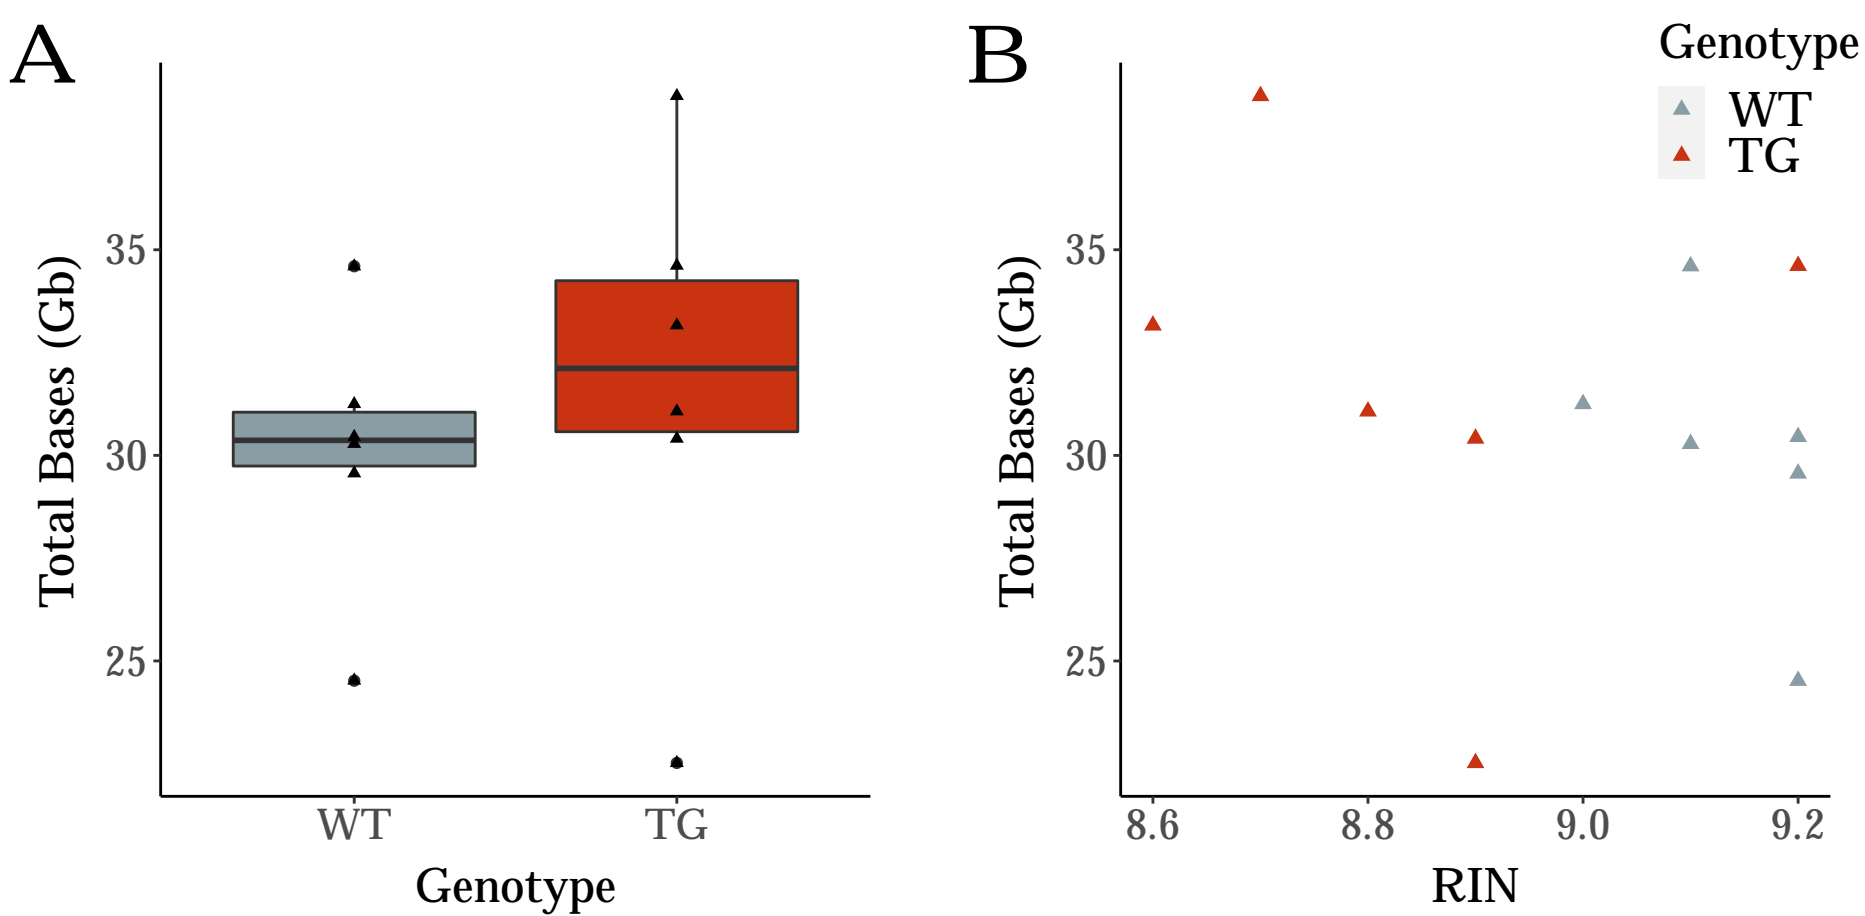 A
Total Bases (Gb)
35
30
25
WT
TG
Genotype
B
Genotype
WT
TG
Total Bases (Gb)
35
30
25
8.6
8.8
9.0
9.2
RIN